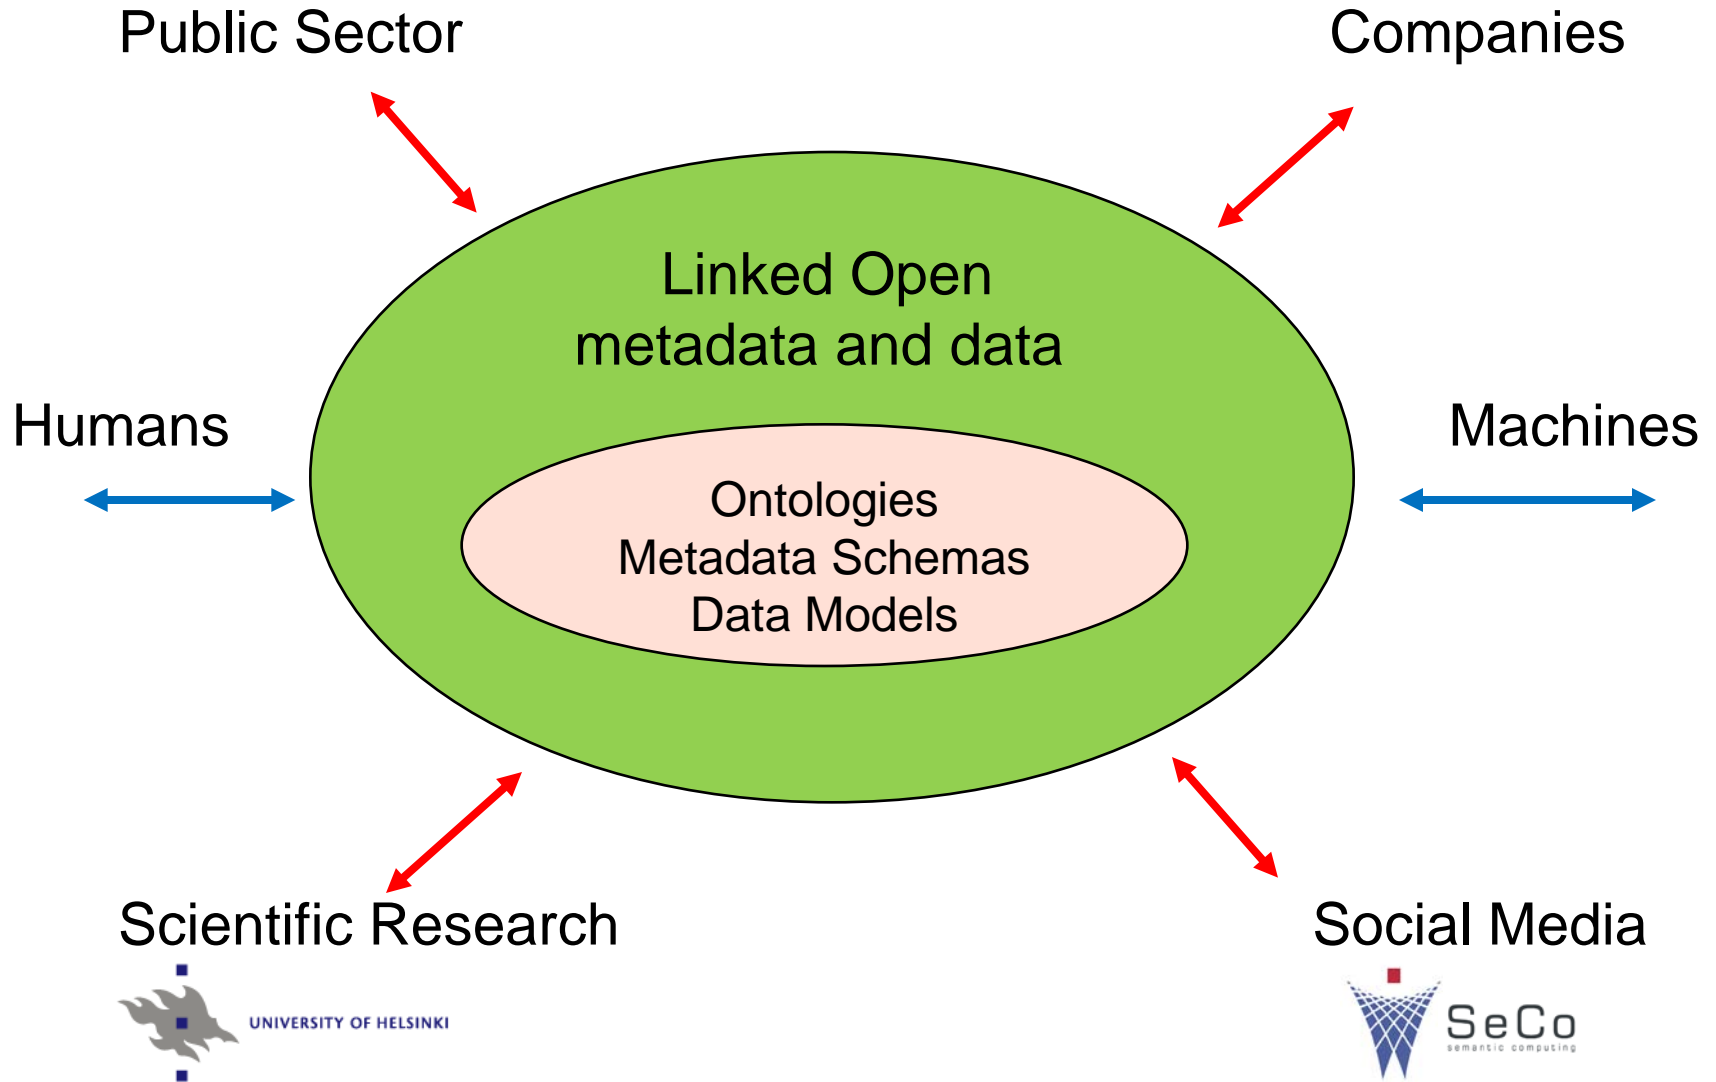 Public Sector
Companies
Linked Open
metadata and data
Humans
Machines
Ontologies
Metadata Schemas
Data Models
Scientific Research
Social Media
UNIVERSITY OF HELSINKI
SeCo
semantic computing